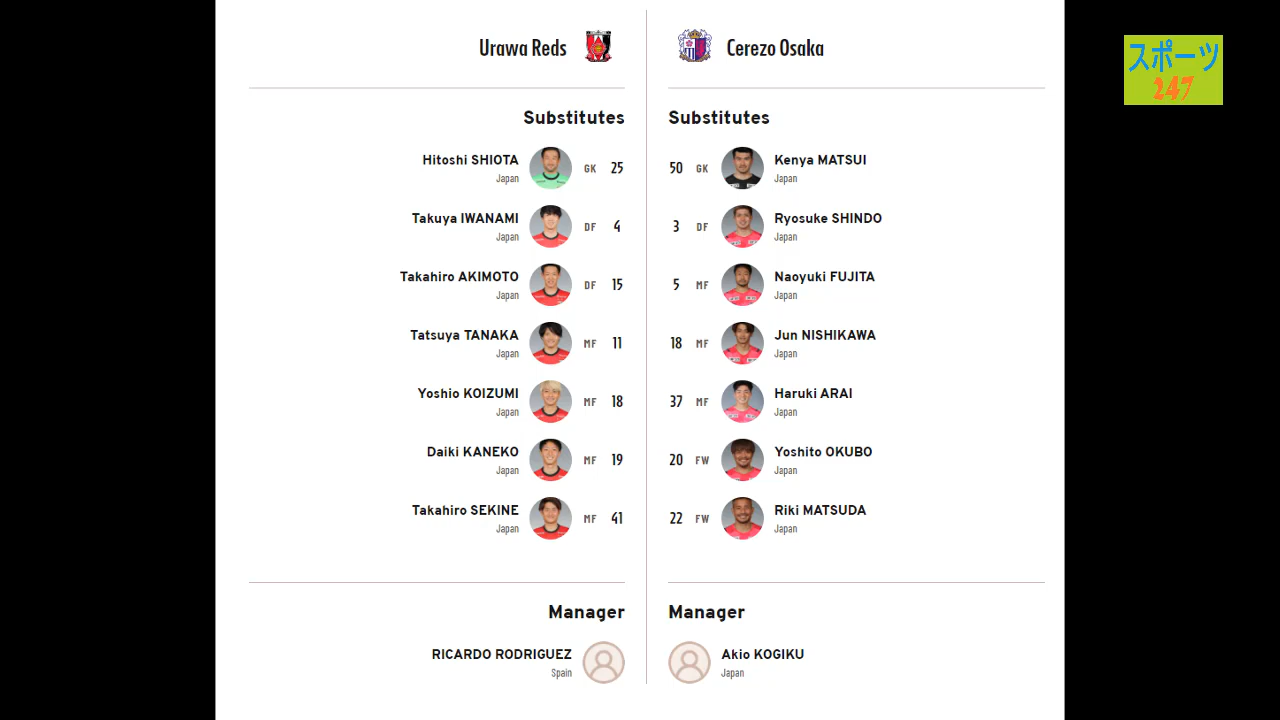 Urawa Reds
Cerezo Osaka
スポーツ
247
Substitutes
Substitutes
Hitoshi SHIOTA
Japan
GK 25
50 GK
Kenya MATSUI
Japan
Takuya IWANAMI
Japan
DF 4
3 DF
Ryosuke SHINDO
Japan
Takahiro AKIMOTO
Japan
DF 15
5 MF
Naoyuki FUJITA
Japan
Tatsuya TANAKA
Japan
MF 11
18 MF
Jun NISHIKAWA
Japan
Yoshio KOIZUMI
Japan
MF 18
37 MF
Haruki ARAI
Japan
Daiki KANEKO
Japan
MF 19
20 FW
Yoshito OKUBO
Japan
Takahiro SEKINE
Japan
MF 41
22 FW
Riki MATSUDA
Japan
Manager
Manager
RICARDO RODRIGUEZ
Spain
Akio KOGIKU
Japan